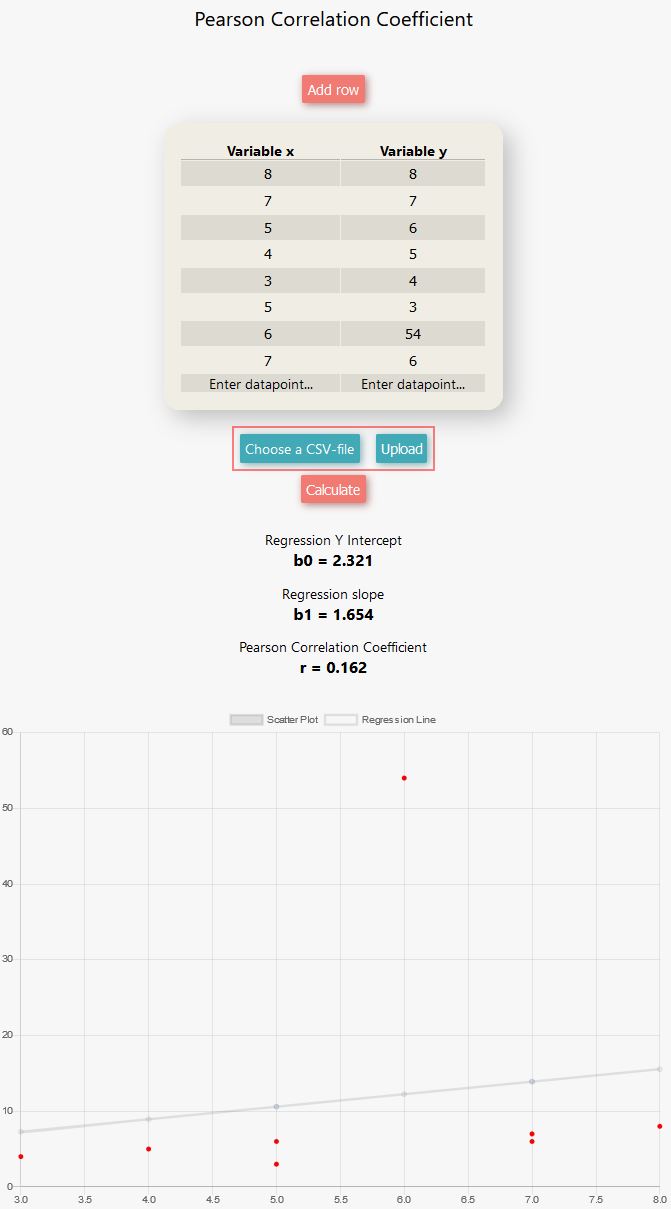 Pearson Correlation Coefficient
Add row
Variable x Variable y
8 8
7 7
5 6
4 5
3 4
5 3
6 54
7 6
Enter datapoint... Enter datapoint...
Choose a CSV-file Upload
Calculate
Regression Y Intercept
b0 = 2.321
Regression slope
b1 = 1.654
Pearson Correlation Coefficient
r = 0.162
Scatter Plot Regression Line
60
50
40
30
20
10
0
3.0 3.5 4.0 4.5 5.0 5.5 6.0 6.5 7.0 7.5 8.0